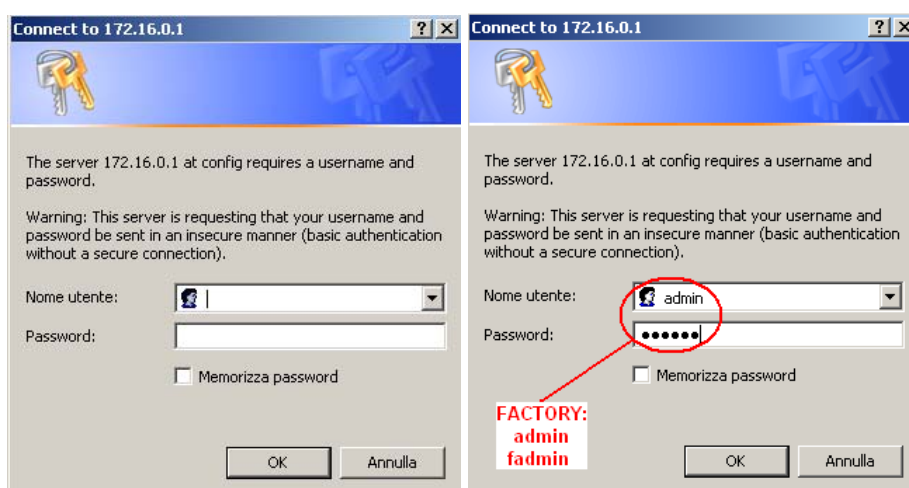 Connect to 172.16.0.1
The server 172.16.0.1 at config requires a username and
password.
Warning: This server is requesting that your username and
password be sent in an insecure manner (basic authentication
without a secure connection).
Nome utente:
Password:
Memorizza password
OK
Annulla
Connect to 172.16.0.1
The server 172.16.0.1 at config requires a username and
password.
Warning: This server is requesting that your username and
password be sent in an insecure manner (basic authentication
without a secure connection).
Nome utente:
admin
Password:
●●●●●●
Memorizza password
FACTORY:
admin
fadmin
OK
Annulla